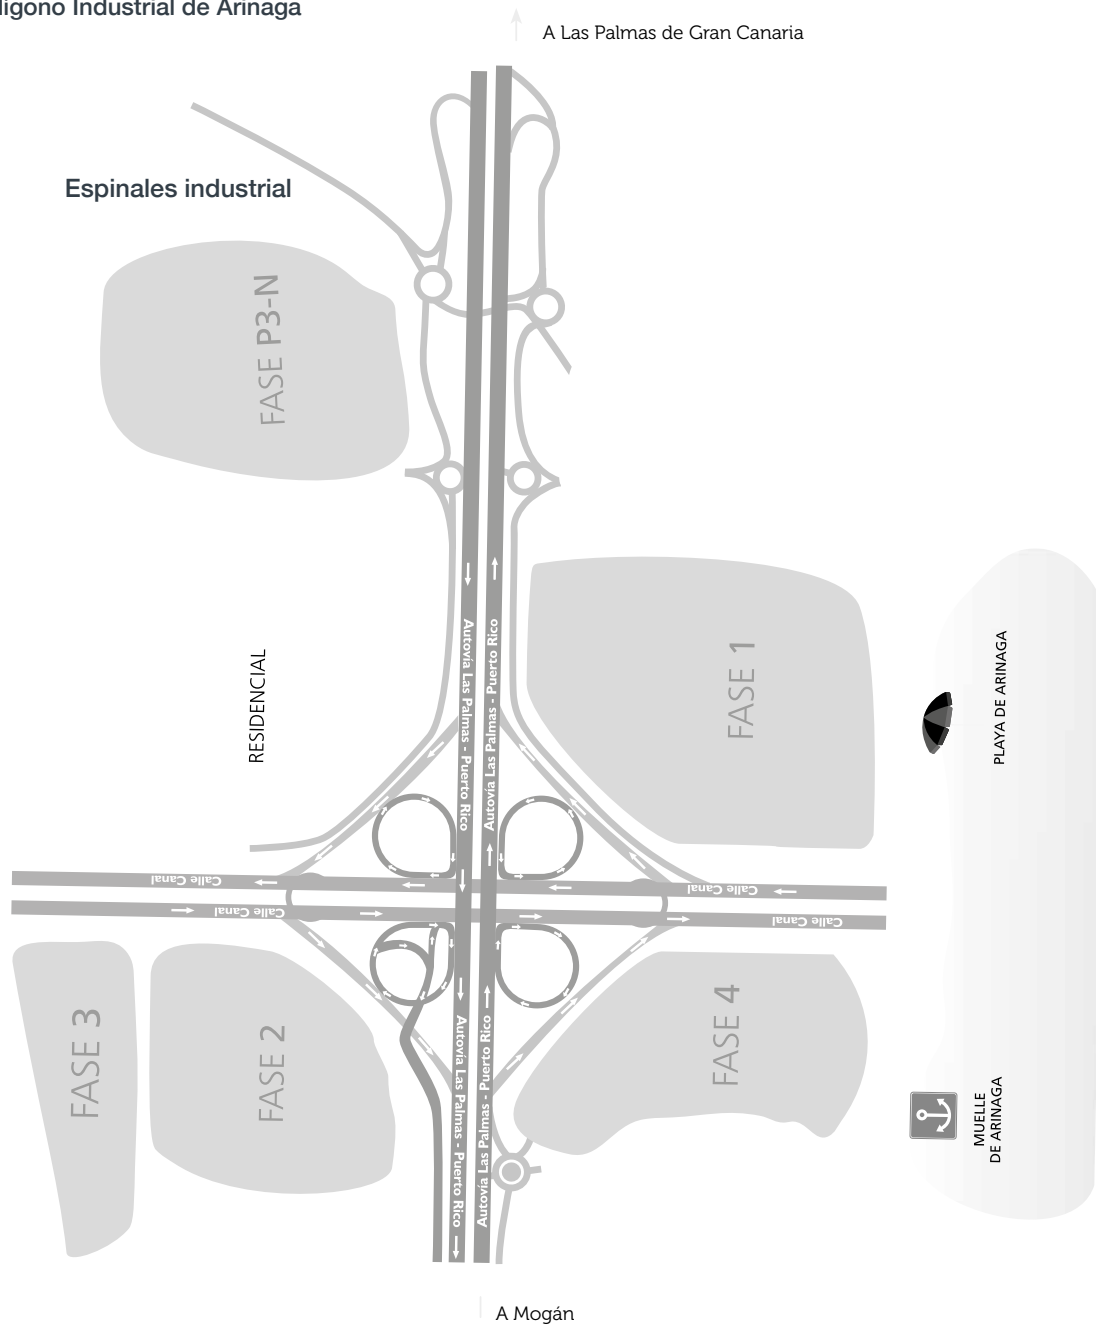 lígono Industrial de Arinaga
A Las Palmas de Gran Canaria
Espinales industrial
FASE P3-N
Autovía Las Palmas - Puerto Rico
Autovía Las Palmas - Puerto Rico
FASE 1
RESIDENCIAL
PLAYA DE ARINAGA
Calle Canal
Calle Canal
Calle Canal
Calle Canal
FASE 3
FASE 2
Autovía Las Palmas - Puerto Rico
Autovía Las Palmas - Puerto Rico
FASE 4
MUELLE
DE ARINAGA
A Mogán